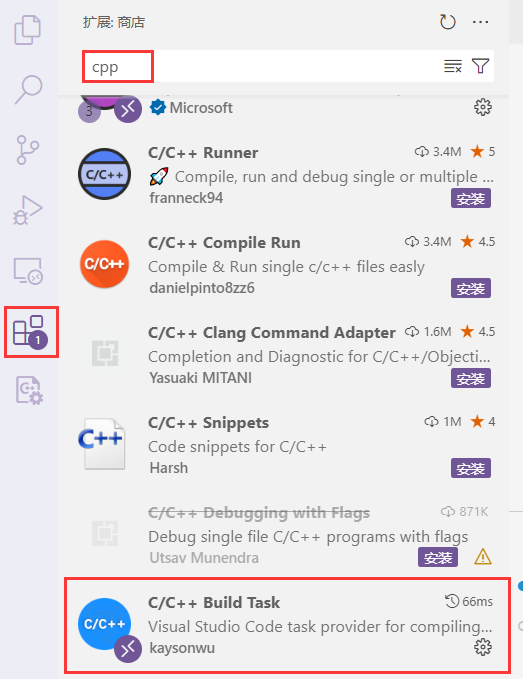 扩展: 商店
cpp
3
Microsoft
C/C++ Runner 3.4M 5
C/C++
🚀 Compile, run and debug single or multiple ...
franneck94 安装
C/C++ Compile Run 3.4M 4.5
C/C++
Compile & Run single c/c++ files easly
danielpinto8zz6 安装
C/C++ Clang Command Adapter 1.6M 4.5
Completion and Diagnostic for C/C++/Objecti...
Yasuaki MITANI 安装
1
C/C++ Snippets 1M 4
C++
Code snippets for C/C++
Harsh 安装
C/C++ Debugging with Flags 871K
Debug single file C/C++ programs with flags
Utsav Munendra 安装
C/C++ Build Task 66ms
C/C++
Visual Studio Code task provider for compiling...
kaysonwu